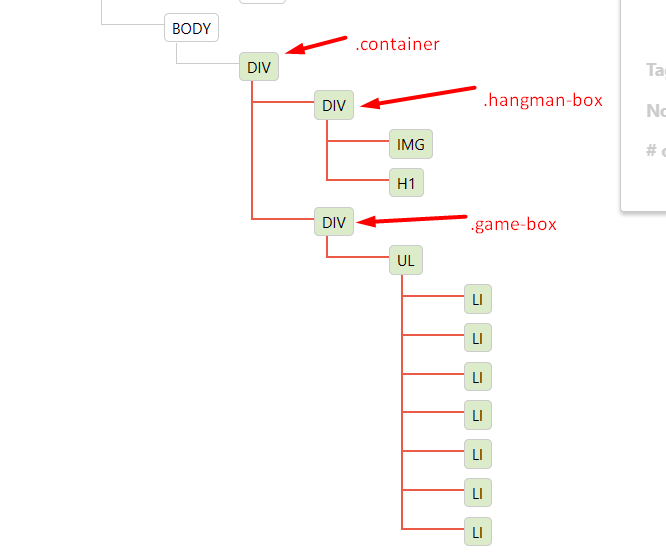 BODY
DIV
.container
DIV
.hangman-box
IMG
H1
DIV
.game-box
UL
LI
LI
LI
LI
LI
LI
LI
Ta
No
#